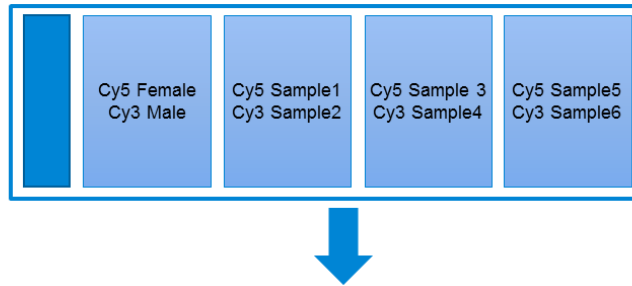 Cy5 Female
Cy3 Male
Cy5 Sample1
Cy3 Sample2
Cy5 Sample 3
Cy3 Sample4
Cy5 Sample5
Cy3 Sample6